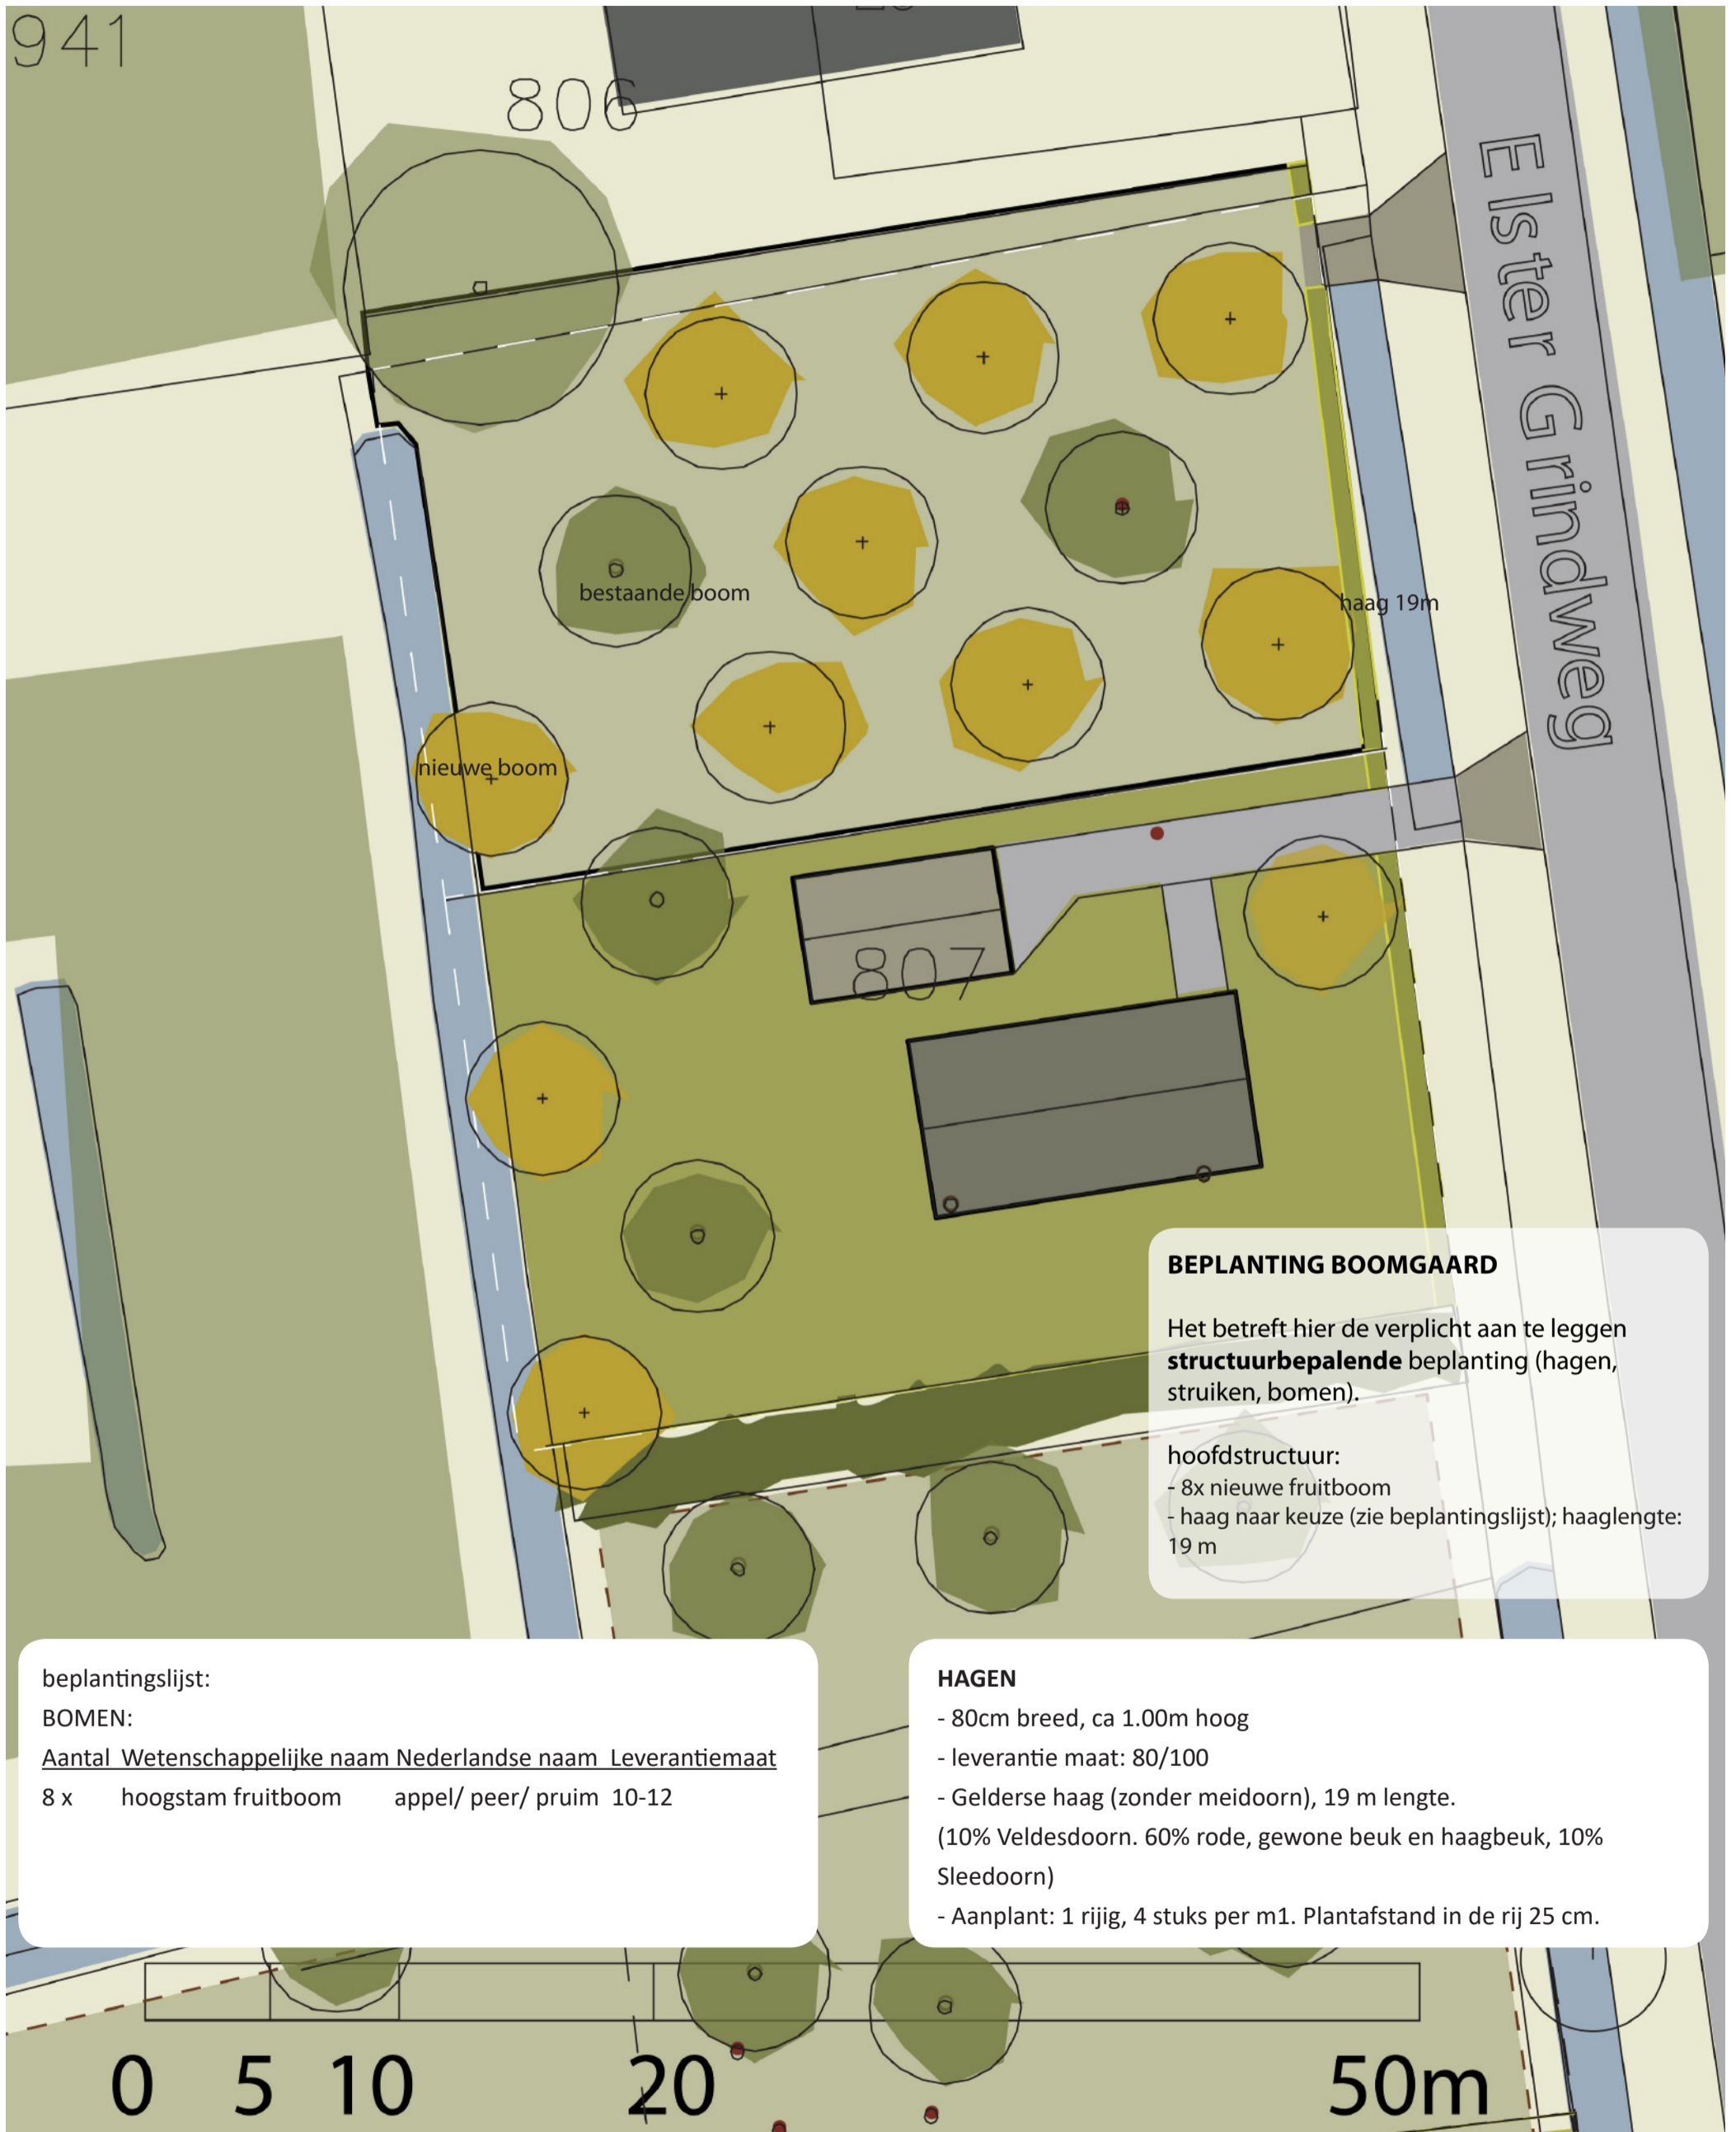 941
806
Elster Grindweg
bestaande boom
haag 19m
nieuwe boom
807
BEPLANTING BOOMGAARD
Het betreft hier de verplicht aan te leggen
structuurbepalende beplanting (hagen,
struiken, bomen).
hoofdstructuur:
- 8x nieuwe fruitboom
- haag naar keuze (zie beplantingslijst); haaglengte:
19 m
beplantingslijst:
BOMEN:
Aantal Wetenschappelijke naam Nederlandse naam Leverantiemaat
8 x hoogstam fruitboom appel/ peer/ pruim 10-12
HAGEN
- 80cm breed, ca 1.00m hoog
- leverantie maat: 80/100
- Gelderse haag (zonder meidoorn), 19 m lengte.
(10% Veldesdoorn. 60% rode, gewone beuk en haagbeuk, 10%
Sleedoorn)
- Aanplant: 1 rijig, 4 stuks per m1. Plantafstand in de rij 25 cm.
0 5 10 20 50m